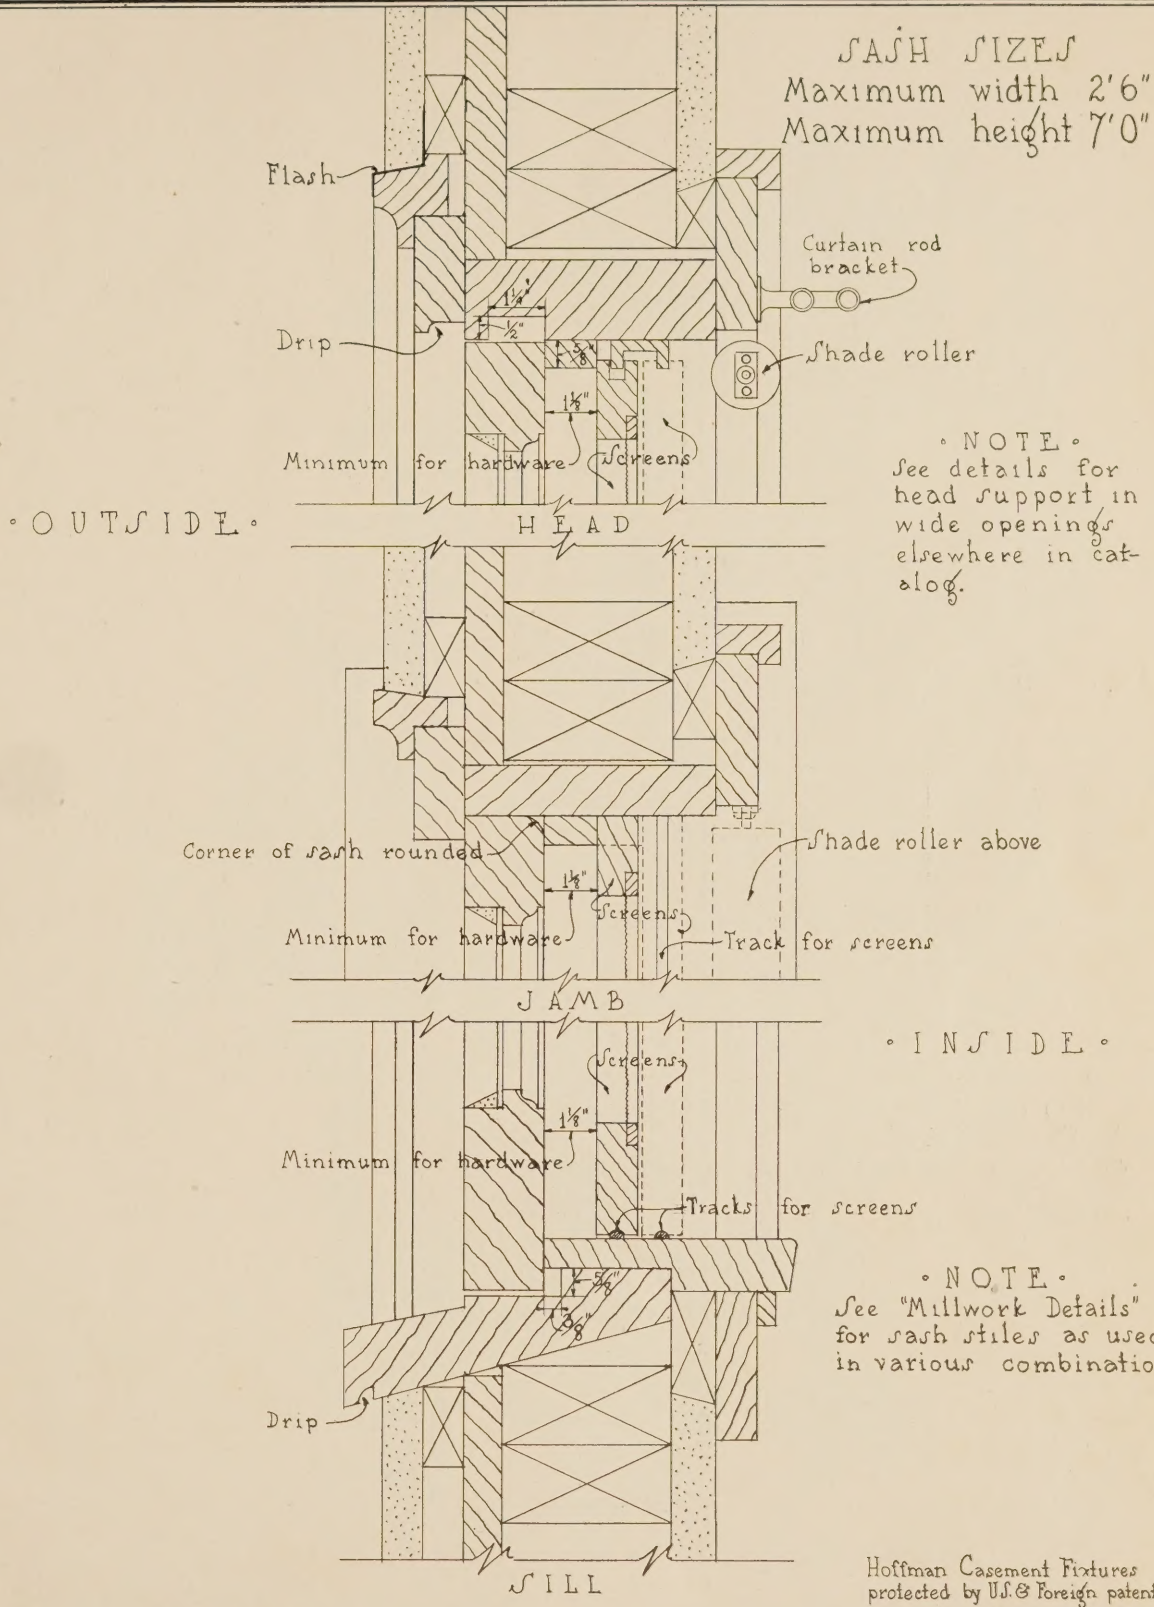 SASH SIZES
Maximum width 2'6"
Maximum height 7'0"
Flash
Curtain rod
bracket
1¼"
½"
Drip
⅝
Shade roller
1⅛"
Minimum for hardware
Screens
· NOTE ·
See details for
head support in
wide openings
elsewhere in cat-
alog.
· OUTSIDE ·
HEAD
Corner of sash rounded
Shade roller above
1⅛"
Screens
Minimum for hardware
Track for screens
JAMB
· INSIDE ·
Screens
1⅛"
Minimum for hardware
Tracks for screens
⅝"
⅜"
· NOTE ·
See "Millwork Details"
for sash stiles as used
in various combinatio
Drip
SILL
Hoffman Casement Fixtures
protected by U.S. & Foreign patent